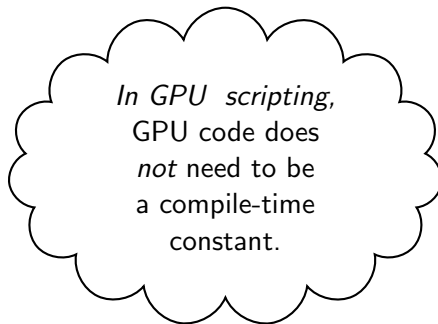 In GPU scripting,
GPU code does
not need to be
a compile-time
constant.